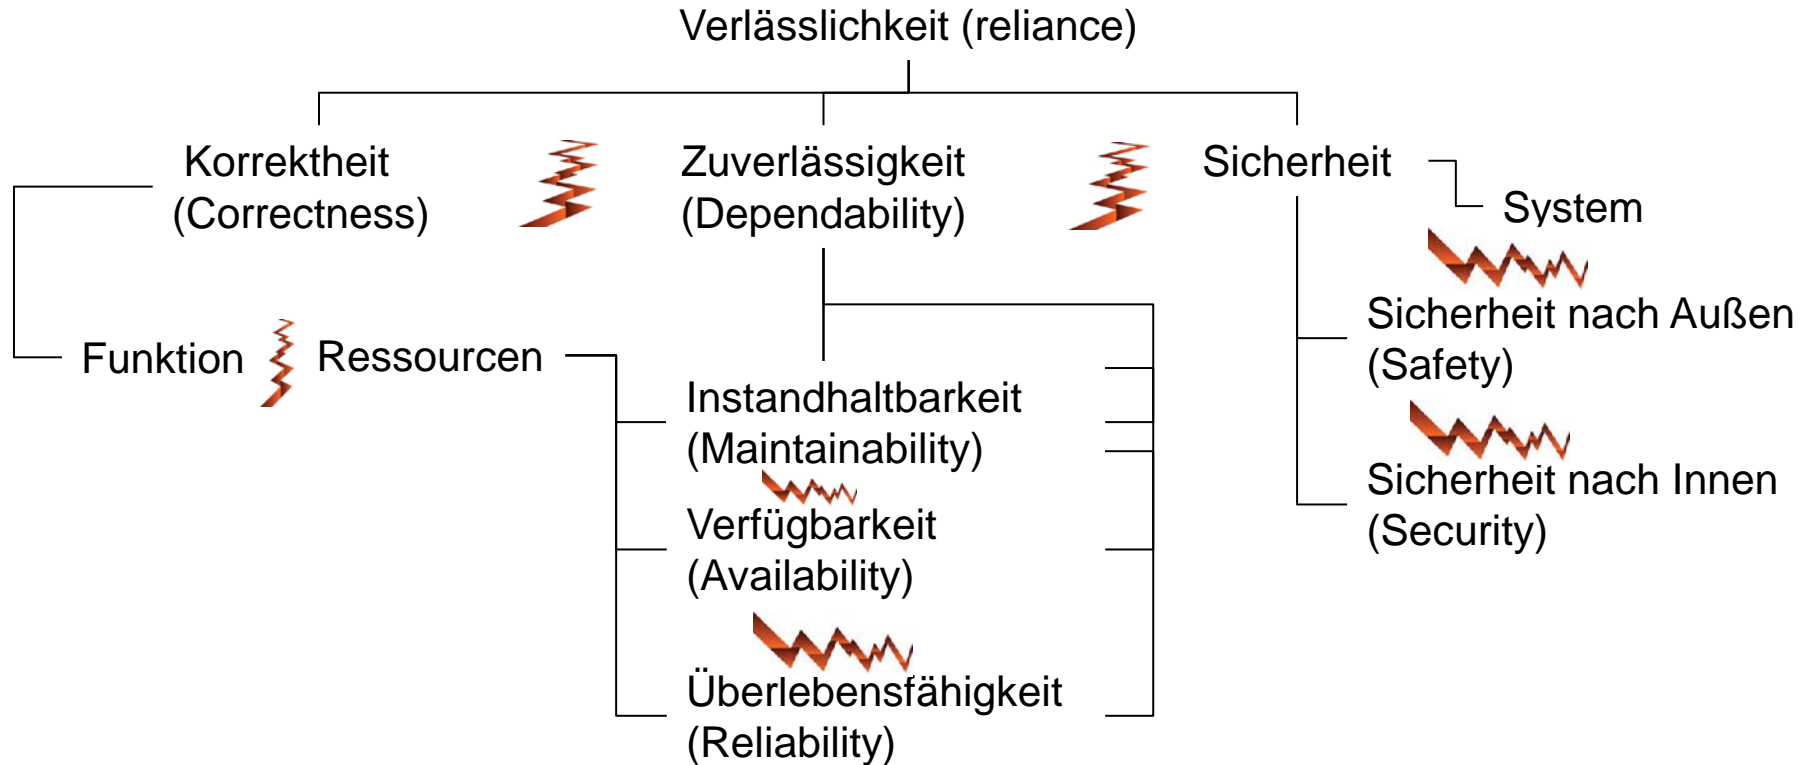 Verlässlichkeit (reliance)
Korrektheit
(Correctness)
Zuverlässigkeit
(Dependability)
Sicherheit
System
Funktion
Ressourcen
Instandhaltbarkeit
(Maintainability)
Verfügbarkeit
(Availability)
Überlebensfähigkeit
(Reliability)
Sicherheit nach Außen
(Safety)
Sicherheit nach Innen
(Security)